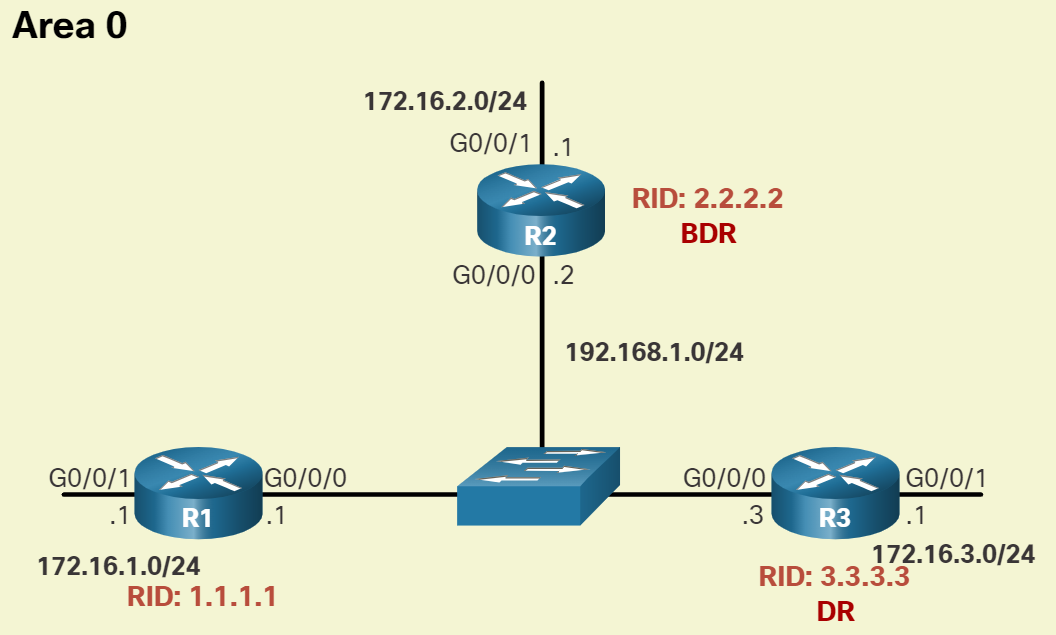 Area 0
172.16.2.0/24
G0/0/1 .1
R2
RID: 2.2.2.2
BDR
G0/0/0 .2
192.168.1.0/24
G0/0/1 G0/0/0
.1 R1 .1
172.16.1.0/24
RID: 1.1.1.1
G0/0/0 G0/0/1
.3 R3 .1
172.16.3.0/24
RID: 3.3.3.3
DR